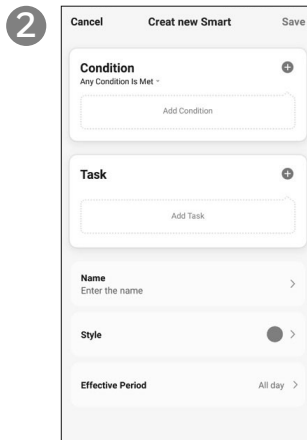 2
Cancel Creat new Smart Save
Condition
Any Condition Is Met
Add Condition
Task
Add Task
Name
Enter the name
Style
Effective Period All day